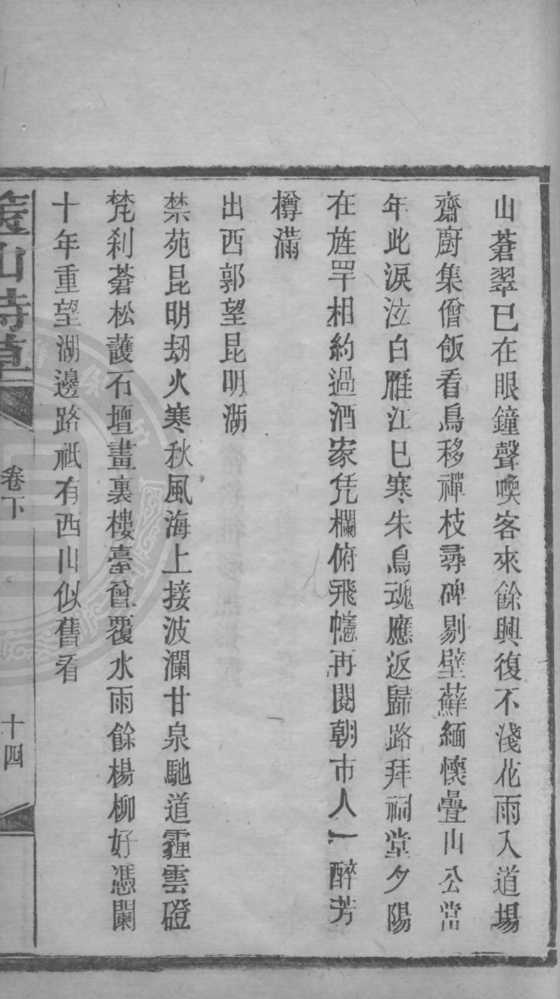 山蒼翠已在眼鐘聲喚客來餘興復不淺花雨入道場
齋廚集僧飯看鳥移禪枝尋碑剔壁蘚緬懷疊山公當
年此淚泣白雁江已寒朱鳥魂應返歸路拜祠堂夕陽
在旌罕相約過酒家凭欄俯飛幰再閱朝市人一醉芳
樽滿
出西郭望昆明湖
禁苑昆明劫火寒秋風海上接波瀾甘泉馳道霾雲磴
梵刹蒼松護石壇畫裏樓臺曾覆水雨餘楊柳好憑闌
十年重望湖邊路祇有西山似舊看
山詩草
卷下
十四